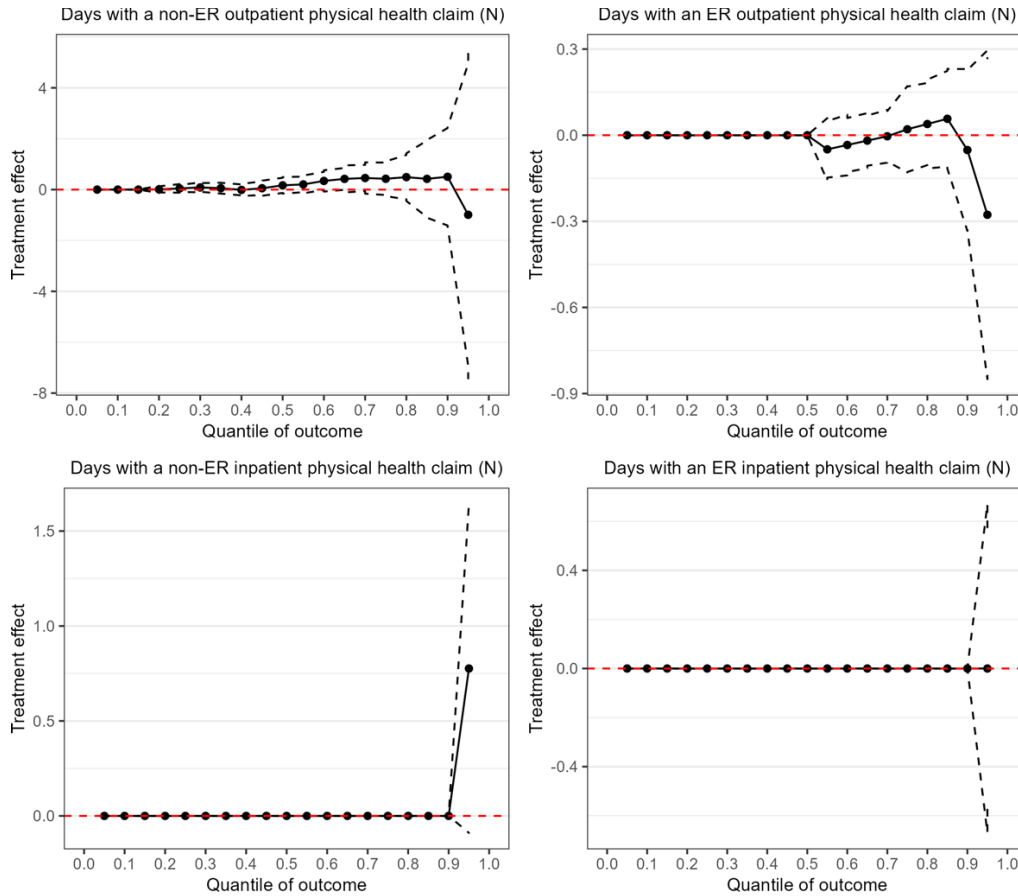 Days with a non-ER outpatient physical health claim (N)
Treatment effect
4
0
-4
-8
0.0 0.1 0.2 0.3 0.4 0.5 0.6 0.7 0.8 0.9 1.0
Quantile of outcome
Days with an ER outpatient physical health claim (N)
Treatment effect
0.3
0.0
-0.3
-0.6
-0.9
0.0 0.1 0.2 0.3 0.4 0.5 0.6 0.7 0.8 0.9 1.0
Quantile of outcome
Days with a non-ER inpatient physical health claim (N)
Treatment effect
1.5
1.0
0.5
0.0
0.0 0.1 0.2 0.3 0.4 0.5 0.6 0.7 0.8 0.9 1.0
Quantile of outcome
Days with an ER inpatient physical health claim (N)
Treatment effect
0.4
0.0
-0.4
0.0 0.1 0.2 0.3 0.4 0.5 0.6 0.7 0.8 0.9 1.0
Quantile of outcome